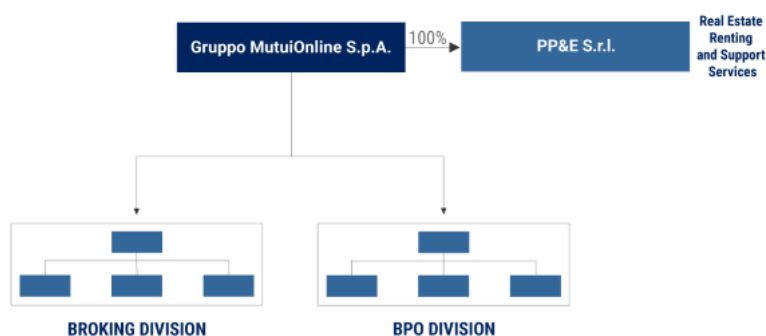 Gruppo MutuiOnline S.p.A.
100%
PP&E S.r.l.
Real Estate
Renting
and Support
Services
BROKING DIVISION
BPO DIVISION